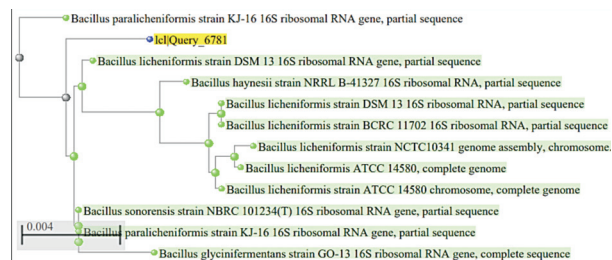 Bacillus paralicheniformis strain KJ-16 16S ribosomal RNA gene, partial sequence
lcl|Query_6781
Bacillus licheniformis strain DSM 13 16S ribosomal RNA gene, partial sequence
Bacillus haynesii strain NRRL B-41327 16S ribosomal RNA, partial sequence
Bacillus licheniformis strain DSM 13 16S ribosomal RNA, partial sequence
Bacillus licheniformis strain BCRC 11702 16S ribosomal RNA, partial sequence
Bacillus licheniformis strain NCTC10341 genome assembly, chromosome.
Bacillus licheniformis ATCC 14580, complete genome
Bacillus licheniformis strain ATCC 14580 chromosome, complete genome
Bacillus sonorensis strain NBRC 101234(T) 16S ribosomal RNA gene, partial sequence
0.004
Bacillus paralicheniformis strain KJ-16 16S ribosomal RNA gene, partial sequence
Bacillus glycinifermentans strain GO-13 16S ribosomal RNA gene, complete sequence